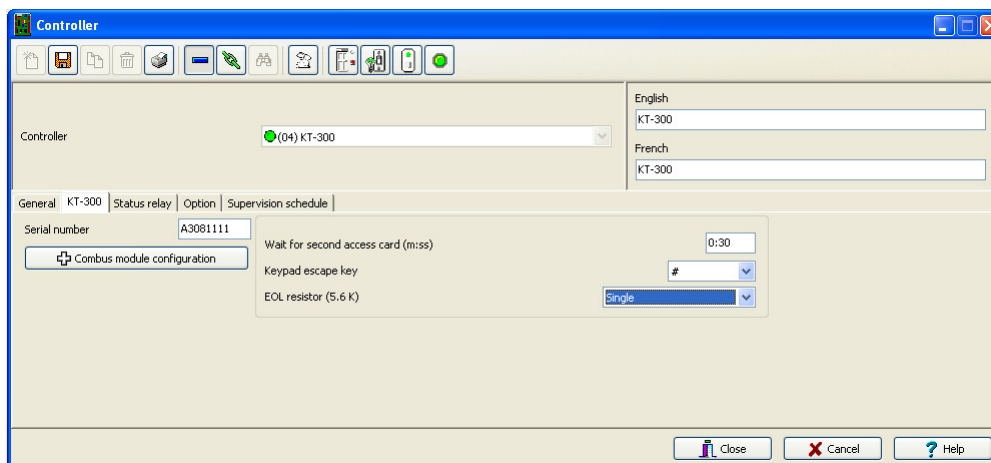 Controller
English
KT-300
Controller
(04) KT-300
French
KT-300
General KT-300 Status relay Option Supervision schedule
Serial number A3081111
Combus module configuration
Wait for second access card (m:ss) 0:30
Keypad escape key #
EOL resistor (5.6 K) Single
Close Cancel ? Help